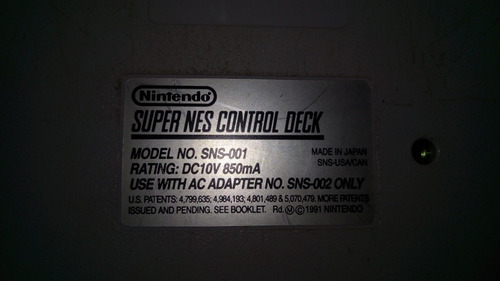 Nintendo
SUPER NES CONTROL DECK
MODEL NO. SNS-001
MADE IN JAPAN
RATING: DC10V 850mA
SNS-USA/CAN
USE WITH AC ADAPTER NO. SNS-002 ONLY
U.S. PATENTS: 4,799,635; 4,984,193; 4,801,489 & 5,070,479. MORE PATENTS
ISSUED AND PENDING. SEE BOOKLET. Rd. Ⓜ © 1991 NINTENDO